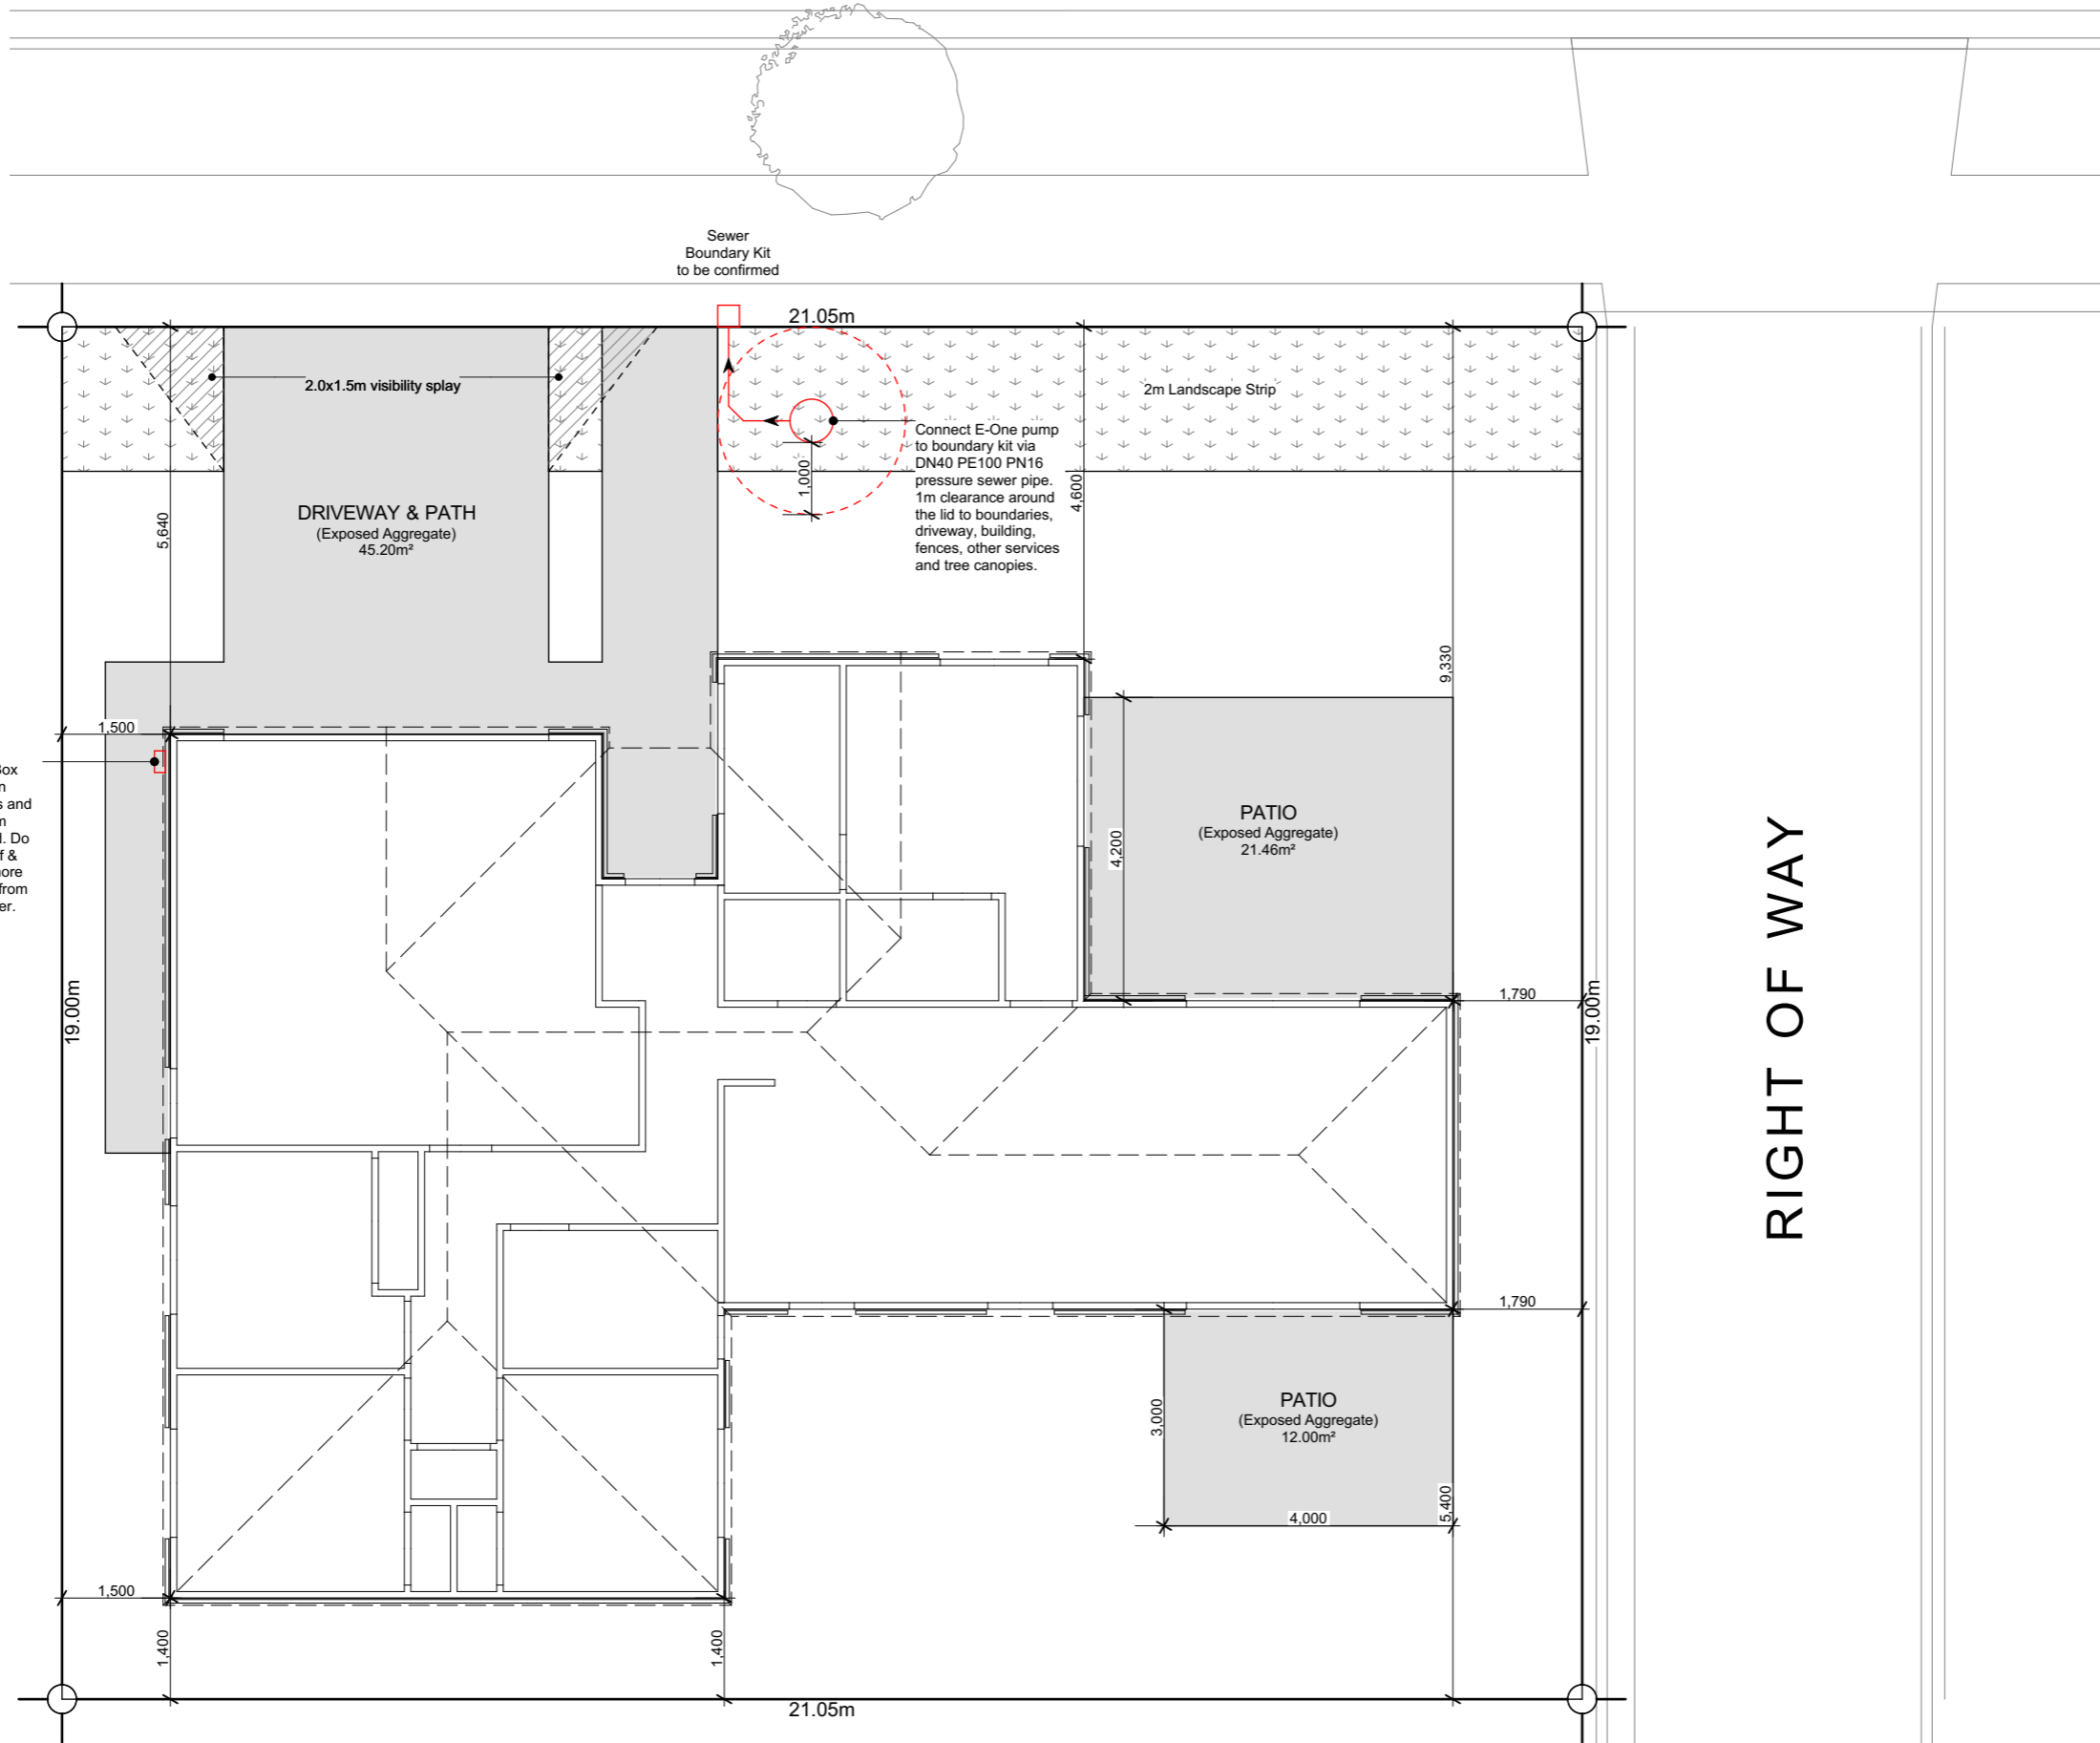 Sewer
Boundary Kit
to be confirmed
21.05m
2.0x1.5m visibility splay
2m Landscape Strip
Connect E-One pump
to boundary kit via
DN40 PE100 PN16
pressure sewer pipe.
1m clearance around
the lid to boundaries,
driveway, building,
fences, other services
and tree canopies.
1,000
4,600
5,640
DRIVEWAY & PATH
(Exposed Aggregate)
45.20m²
9,330
1,500
and
Do
&
from
4,200
PATIO
(Exposed Aggregate)
21.46m²
RIGHT OF WAY
19.00m
1,790
19.00m
1,790
3,000
PATIO
(Exposed Aggregate)
12.00m²
5,400
4,000
1,500
1,400
1,400
21.05m